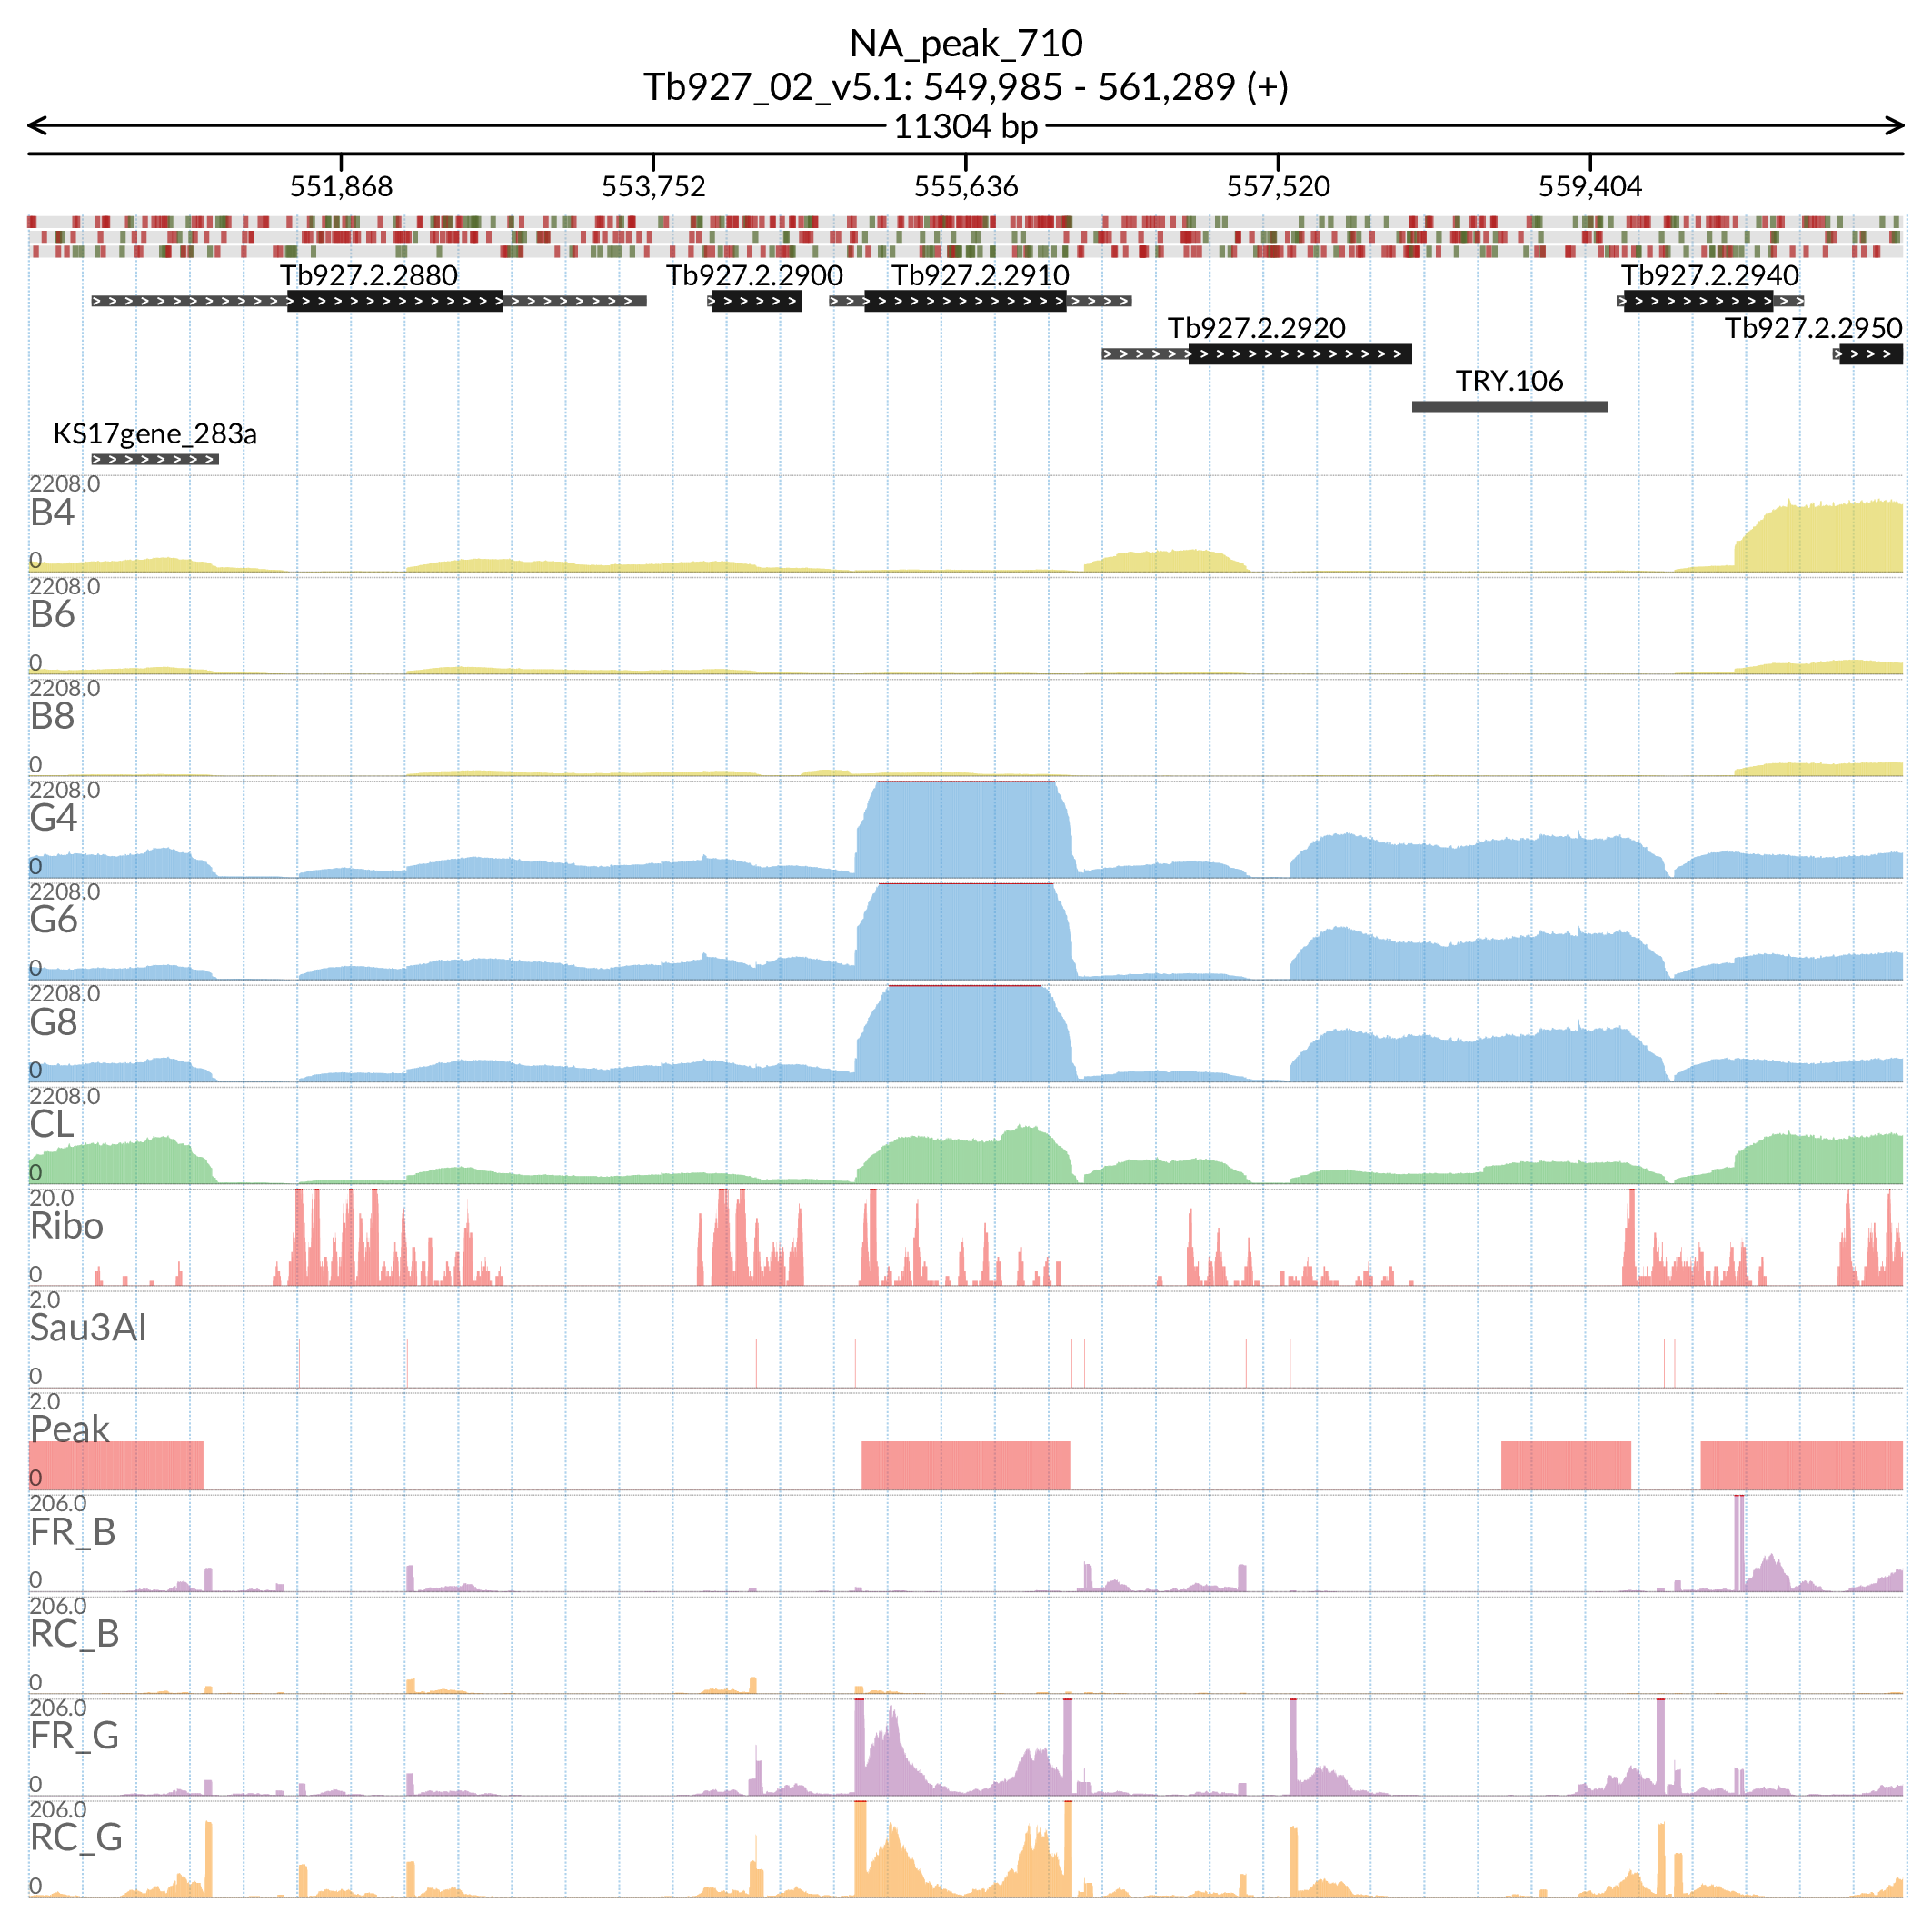 NA_peak_710
Tb927_02_v5.1: 549,985 - 561,289 (+)
11304 bp
551,868 553,752 555,636 557,520 559,404
Tb927.2.2880 Tb927.2.2900 Tb927.2.2910 Tb927.2.2940
Tb927.2.2920 Tb927.2.2950
TRY.106
KS17gene_283a
2208.0
B4
0
2208.0
B6
0
2208.0
B8
0
2208.0
G4
0
2208.0
G6
0
2208.0
G8
0
2208.0
CL
0
20.0
Ribo
0
2.0
Sau3AI
0
2.0
Peak
0
206.0
FR_B
0
206.0
RC_B
0
206.0
FR_G
0
206.0
RC_G
0